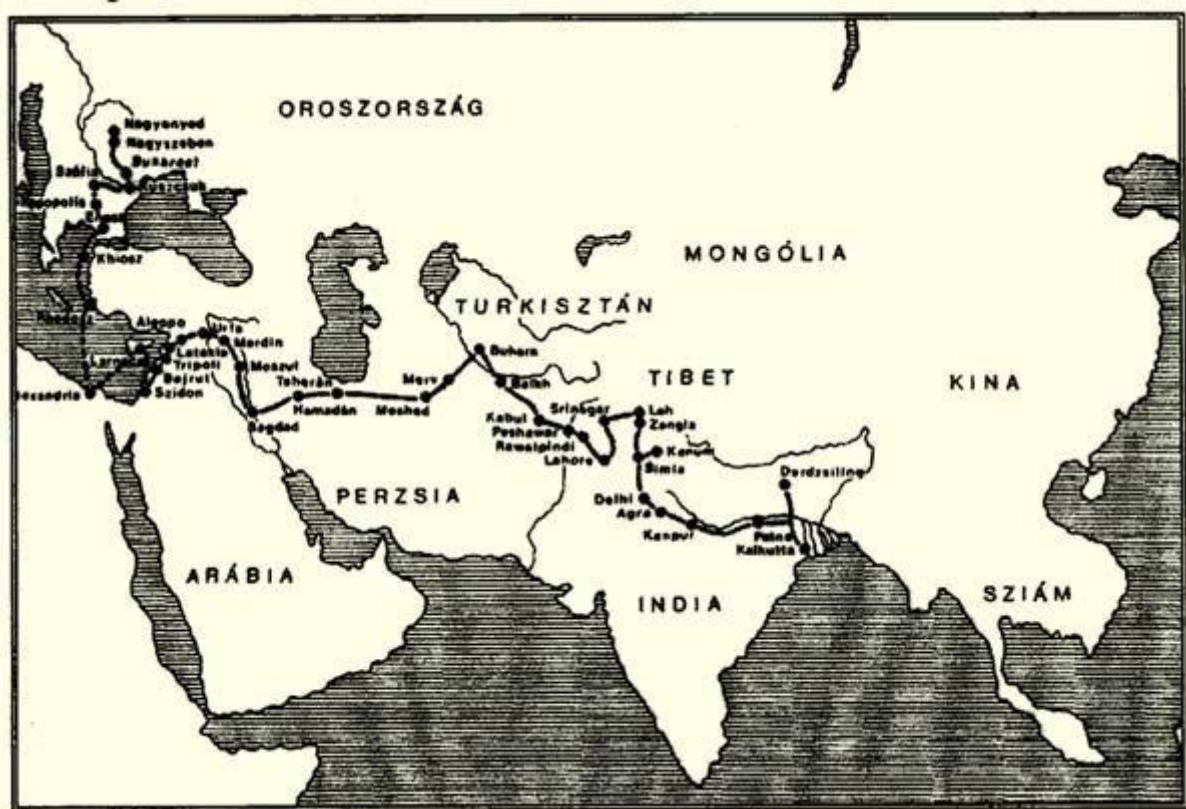 OROSZORSZÁG
Nagyenyed
Nagyszeben
Bukarest
Szófia
Khiosz
MONGÓLIA
TURKISZTÁN
Aleppo
Urfa
Mardin
Latakia
Tripoli
Bejrut
Szidon
Moszul
Bagdad
Teherán
Hamadán
Meshed
Merv
Buhara
Balkh
Kabul
Peshawar
Rawalpindi
Lahore
Srinagar
TIBET
Leh
Zangla
Kanum
Simla
KINA
Dardzsiling
Delhi
Agra
Kanpur
Patna
Kalkutta
PERZSIA
ARÁBIA
INDIA
SZIÁM